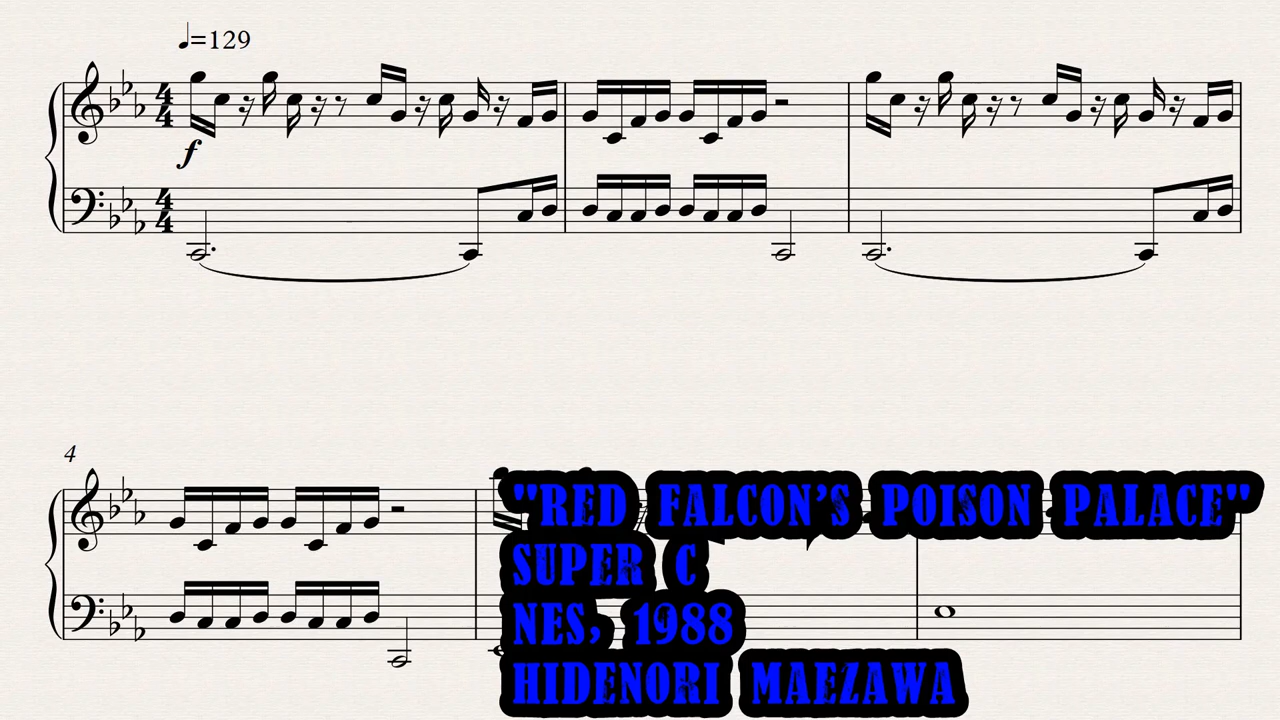 ♩=129
f
4
"RED FALCON'S POISON PALACE"
SUPER C
NES, 1988
HIDENORI MAEZAWA